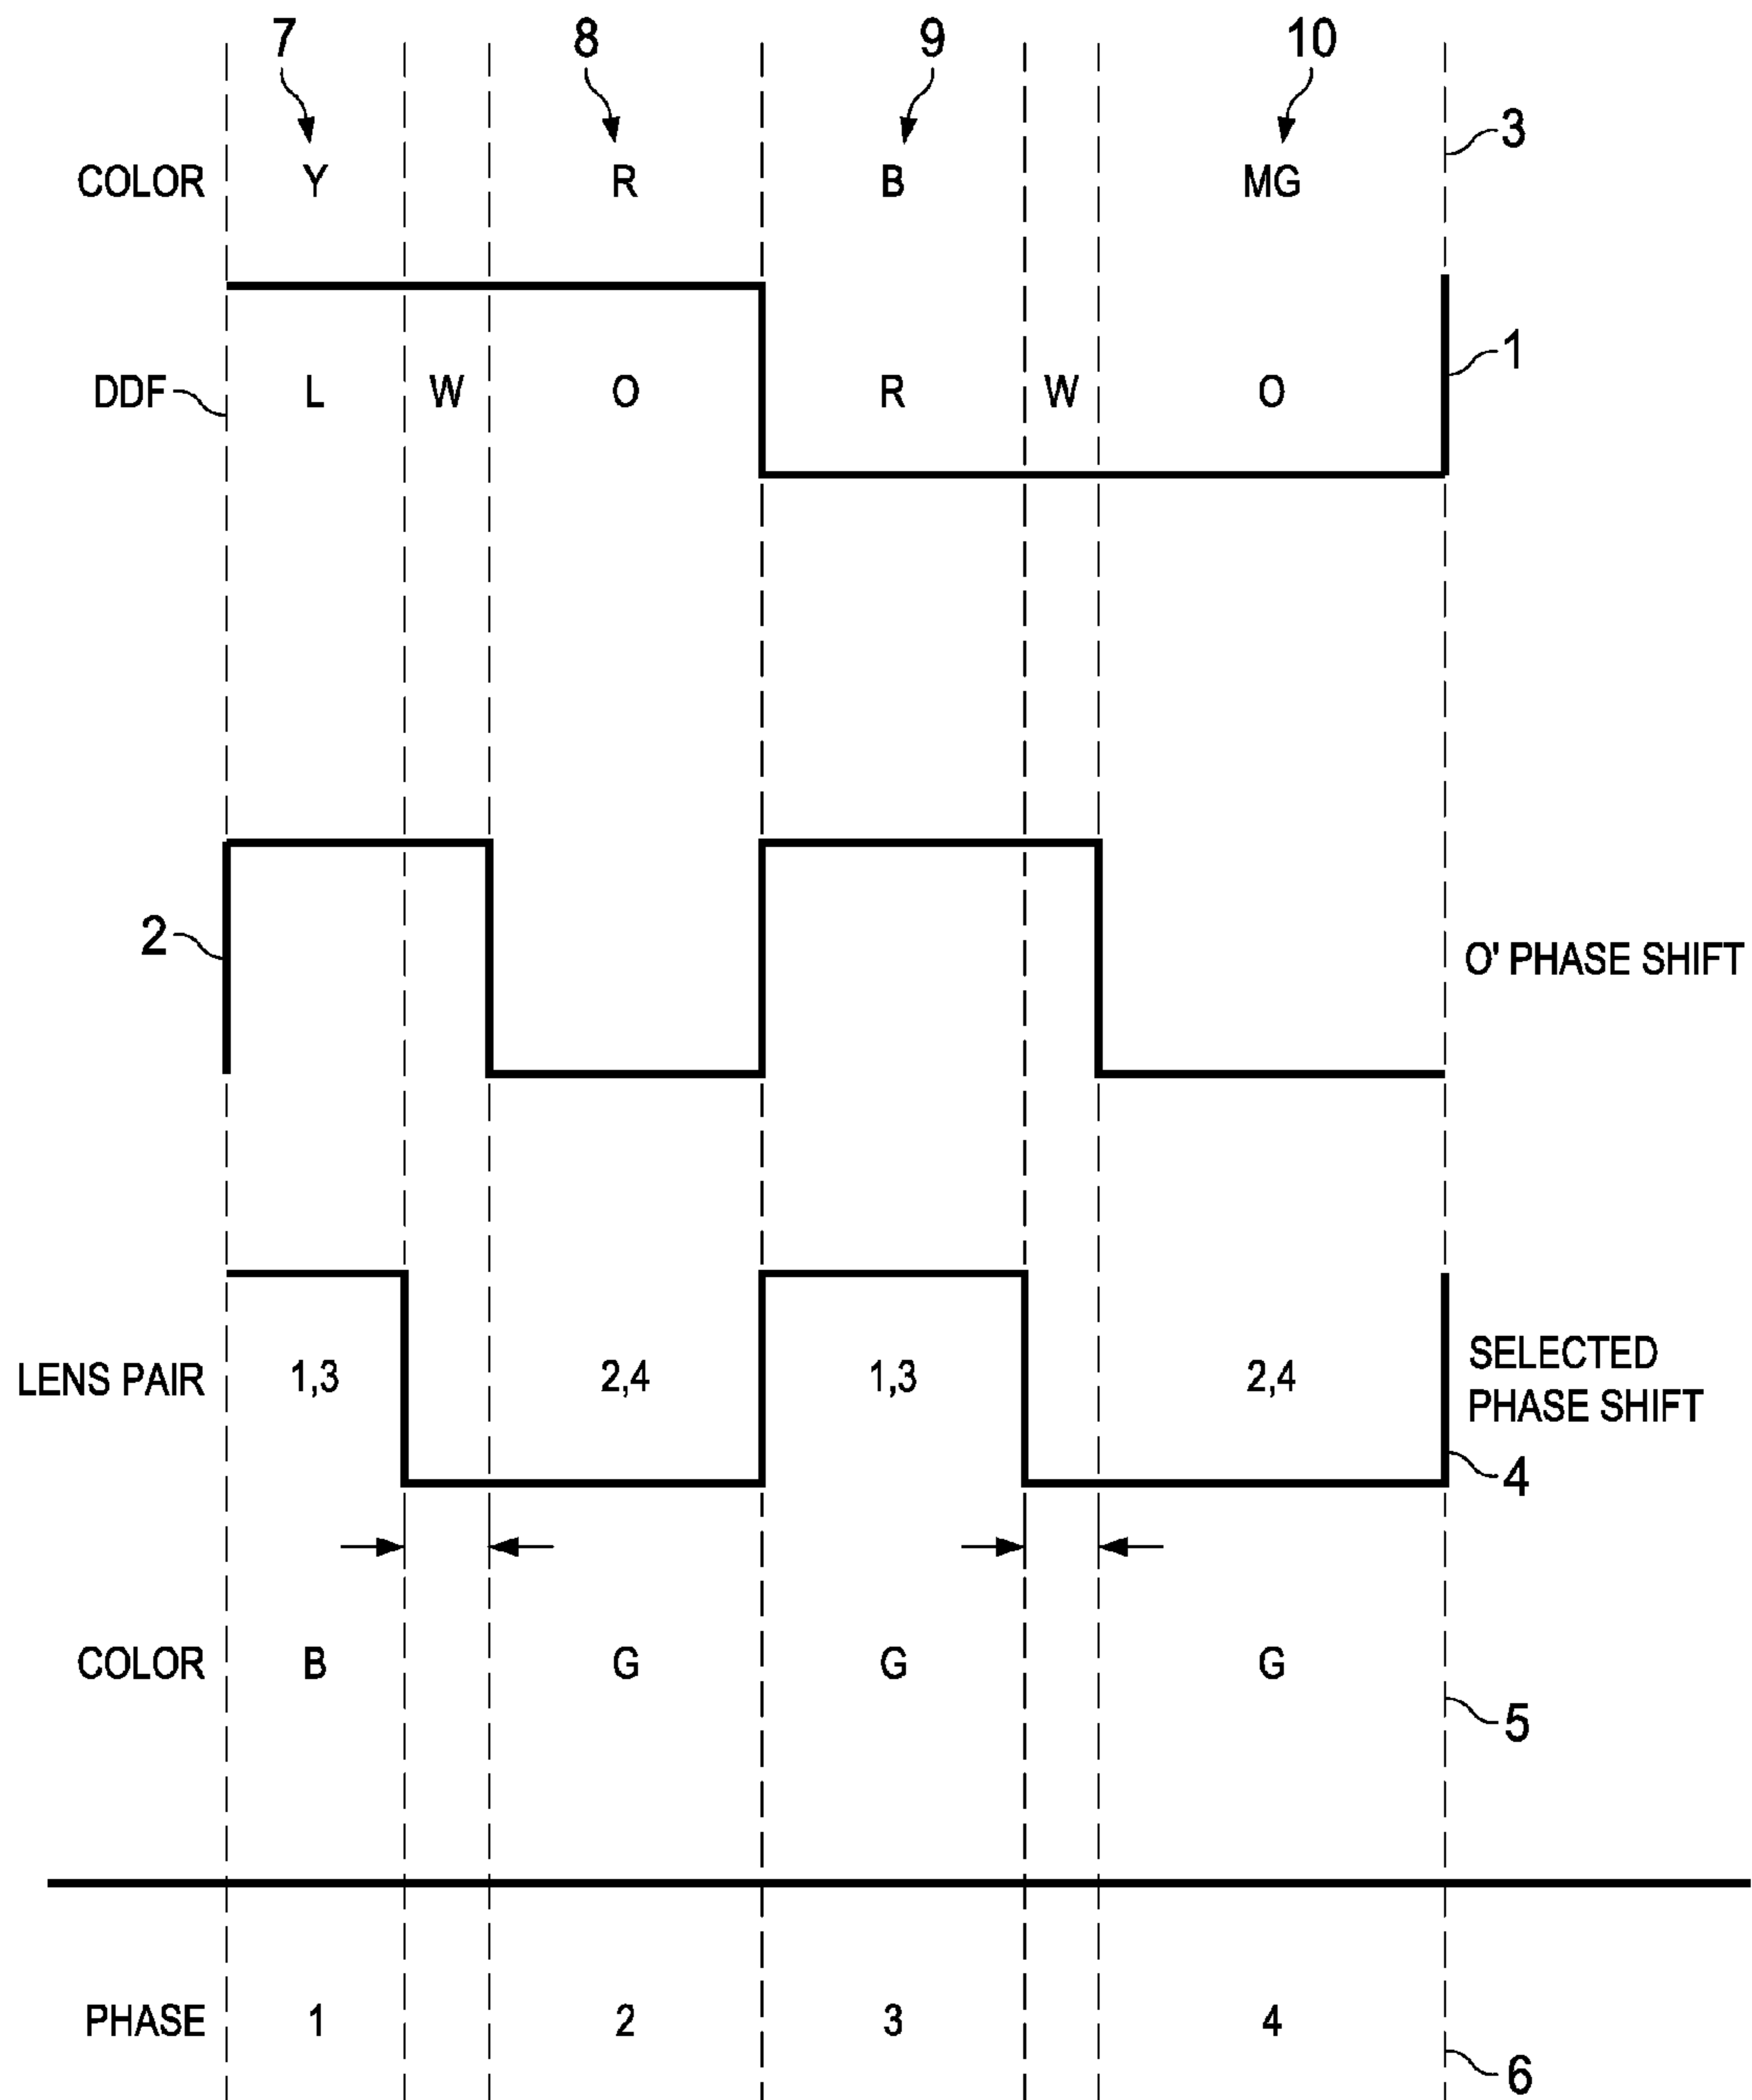 7 8 9 10
3
COLOR Y R B MG
1
DDF L W O R W O
2
O' PHASE SHIFT
LENS PAIR 1,3 2,4 1,3 2,4
SELECTED
PHASE SHIFT
4
COLOR B G G G
5
PHASE 1 2 3 4
6